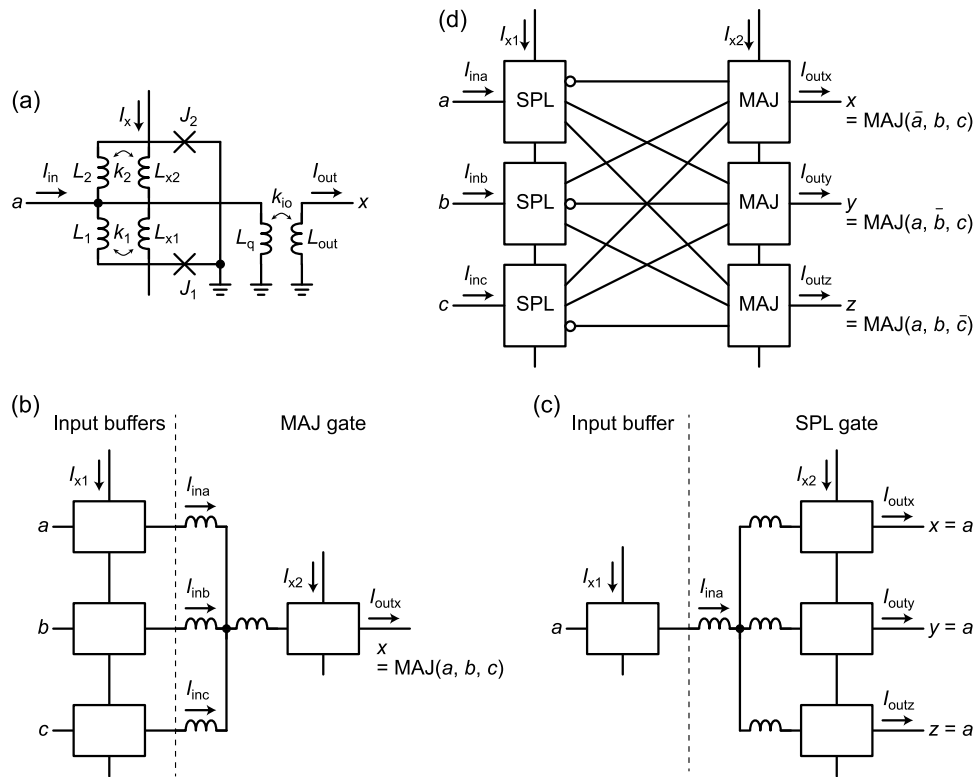 (a)
I_x
J_2
I_in
L_2
k_2
L_x2
k_io
I_out
a
x
L_1
k_1
L_x1
L_q
L_out
J_1
(d)
I_x1
I_x2
I_ina
SPL
MAJ
I_outx
a
x
= MAJ(ā, b, c)
I_inb
SPL
MAJ
I_outy
b
y
= MAJ(a, b̄, c)
I_inc
SPL
MAJ
I_outz
c
z
= MAJ(a, b, c̄)
(b)
Input buffers
MAJ gate
I_x1
I_ina
a
I_inb
I_x2
I_outx
b
x
= MAJ(a, b, c)
I_inc
c
(c)
Input buffer
SPL gate
I_x2
I_outx
x = a
I_x1
I_ina
I_outy
a
y = a
I_outz
z = a